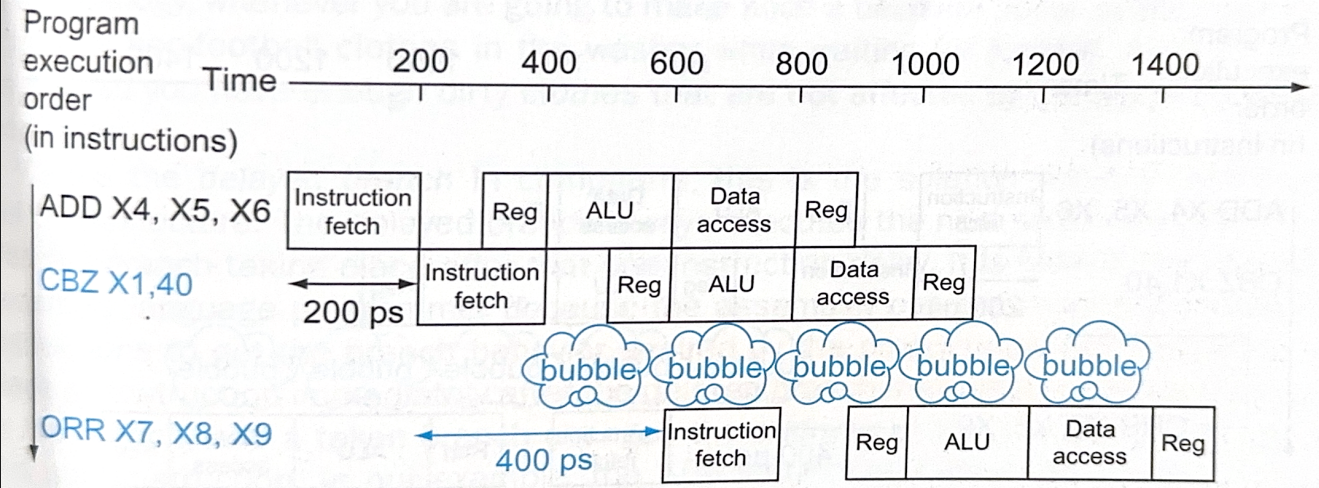 Program
execution
order
(in instructions)
Time
200 400 600 800 1000 1200 1400
ADD X4, X5, X6
Instruction
fetch
Reg
ALU
Data
access
Reg
CBZ X1,40
200 ps
Instruction
fetch
Reg
ALU
Data
access
Reg
bubble bubble bubble bubble bubble
ORR X7, X8, X9
400 ps
Instruction
fetch
Reg
ALU
Data
access
Reg